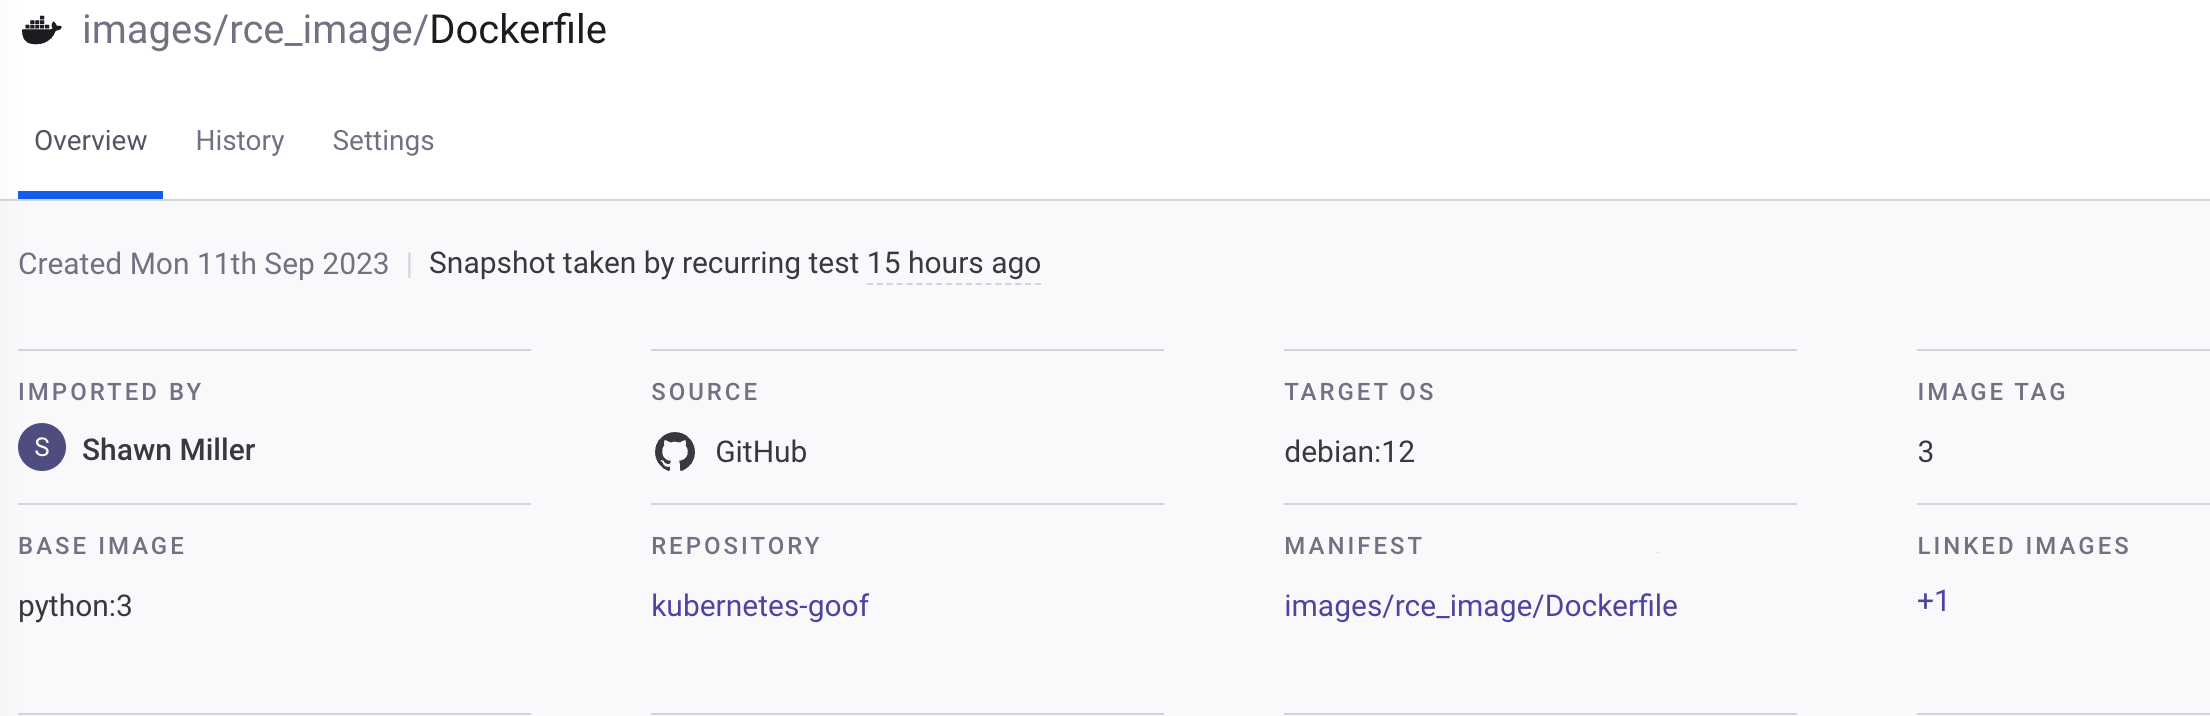 images/rce_image/Dockerfile
Overview History Settings
Created Mon 11th Sep 2023 | Snapshot taken by recurring test 15 hours ago
IMPORTED BY SOURCE TARGET OS IMAGE TAG
S Shawn Miller GitHub debian:12 3
BASE IMAGE REPOSITORY MANIFEST LINKED IMAGES
python:3 kubernetes-goof images/rce_image/Dockerfile +1